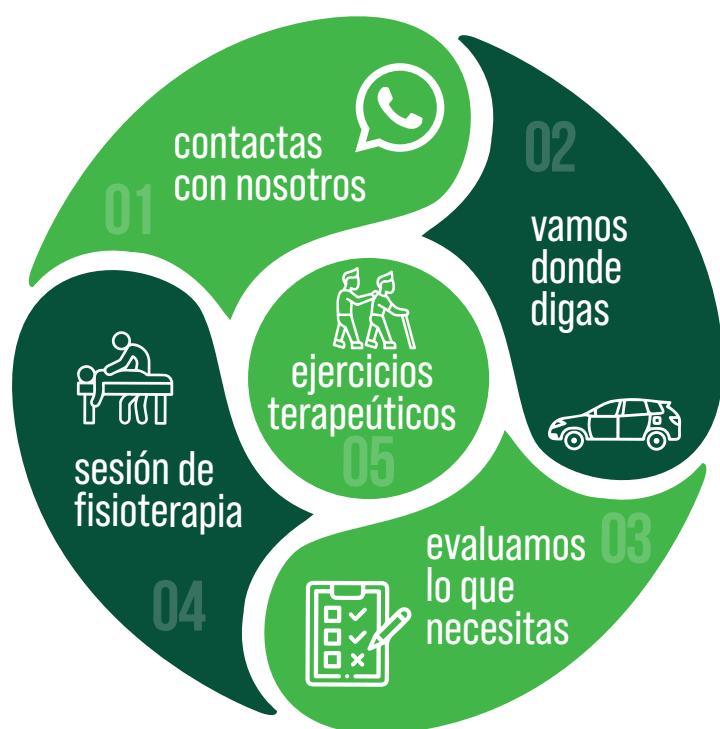 01
contactas
con nosotros
02
vamos
donde
digas
03
evaluamos
lo que
necesitas
04
sesión de
fisioterapia
ejercicios
terapeúticos
05